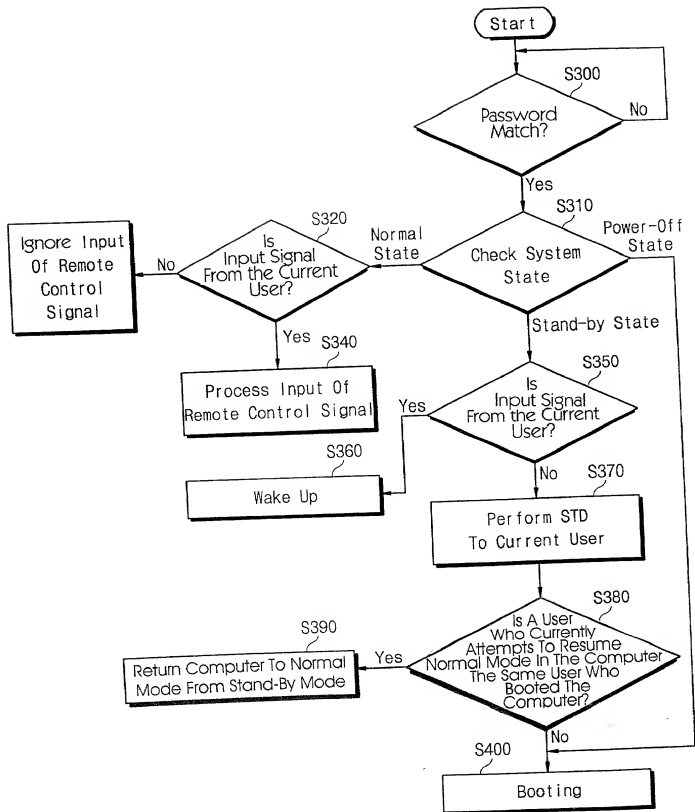 Start
S300
Password
Match?
No
Yes
S310
Check System
State
Normal
State
Power-Off
State
Stand-by State
S320
Is
Input Signal
From the Current
User?
No
Yes
Ignore Input
Of Remote
Control
Signal
S340
Process Input Of
Remote Control Signal
S350
Is
Input Signal
From the Current
User?
Yes
No
S360
Wake Up
S370
Perform STD
To Current User
S380
Is A User
Who Currently
Attempts To Resume
Normal Mode In The Computer
The Same User Who
Booted The
Computer?
Yes
No
S390
Return Computer To Normal
Mode From Stand-By Mode
S400
Booting